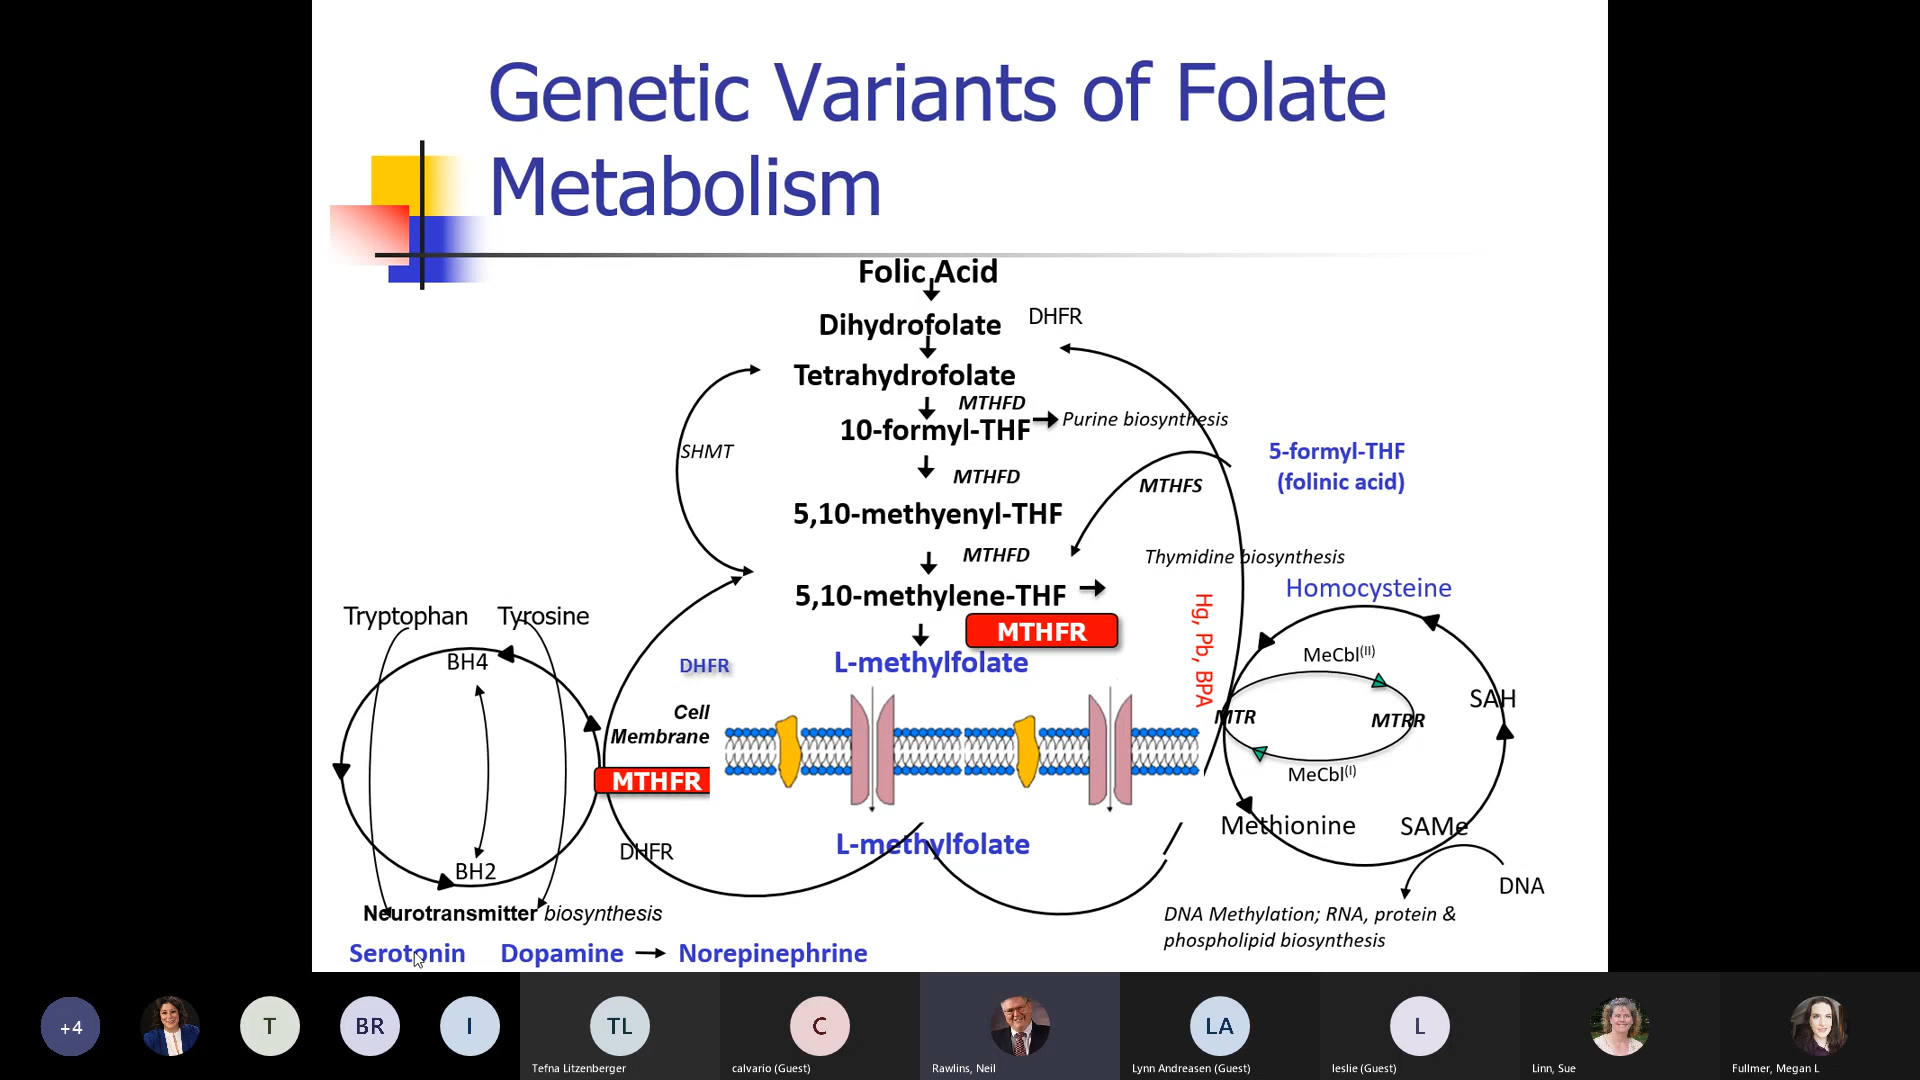 Genetic Variants of Folate
Metabolism
Folic Acid
Dihydrofolate
DHFR
Tetrahydrofolate
MTHFD
10-formyl-THF
Purine biosynthesis
SHMT
MTHFD
5-formyl-THF
(folinic acid)
MTHFS
5,10-methyenyl-THF
MTHFD
Thymidine biosynthesis
5,10-methylene-THF
Homocysteine
Hg, Pb, BPA
Tryptophan
Tyrosine
MTHFR
BH4
DHFR
L-methylfolate
MeCbl(II)
SAH
Cell
Membrane
MTR
MTRR
MTHFR
MeCbl(I)
Methionine
SAMe
L-methylfolate
DHFR
BH2
DNA
Neurotransmitter biosynthesis
DNA Methylation; RNA, protein &
phospholipid biosynthesis
Serotonin
Dopamine
Norepinephrine
+4
T
BR
I
TL
C
LA
L
Tefna Litzenberger
calvario (Guest)
Rawlins, Neil
Lynn Andreasen (Guest)
leslie (Guest)
Linn, Sue
Fullmer, Megan L